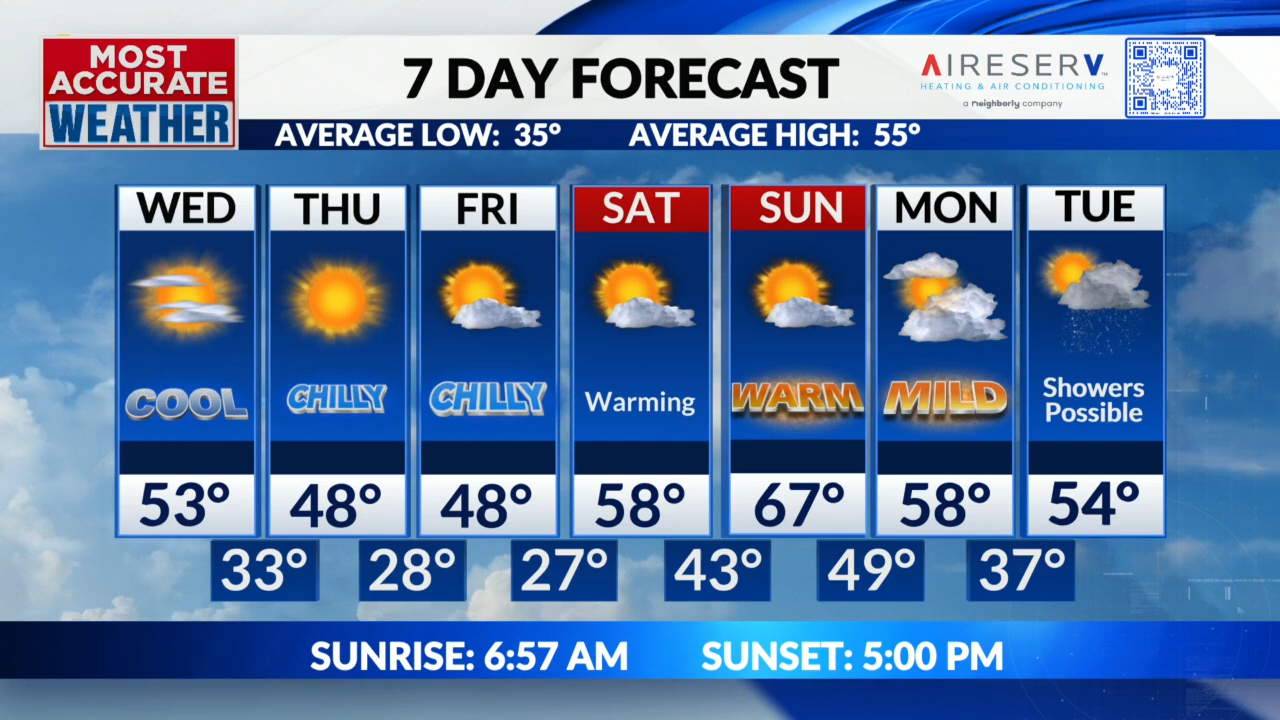 MOST
ACCURATE
WEATHER
7 DAY FORECAST
AIRESERV™
HEATING & AIR CONDITIONING
a neighborly company
AVERAGE LOW: 35° AVERAGE HIGH: 55°
WED THU FRI SAT SUN MON TUE
COOL CHILLY CHILLY Warming WARM MILD Showers
Possible
53° 48° 48° 58° 67° 58° 54°
33° 28° 27° 43° 49° 37°
SUNRISE: 6:57 AM SUNSET: 5:00 PM